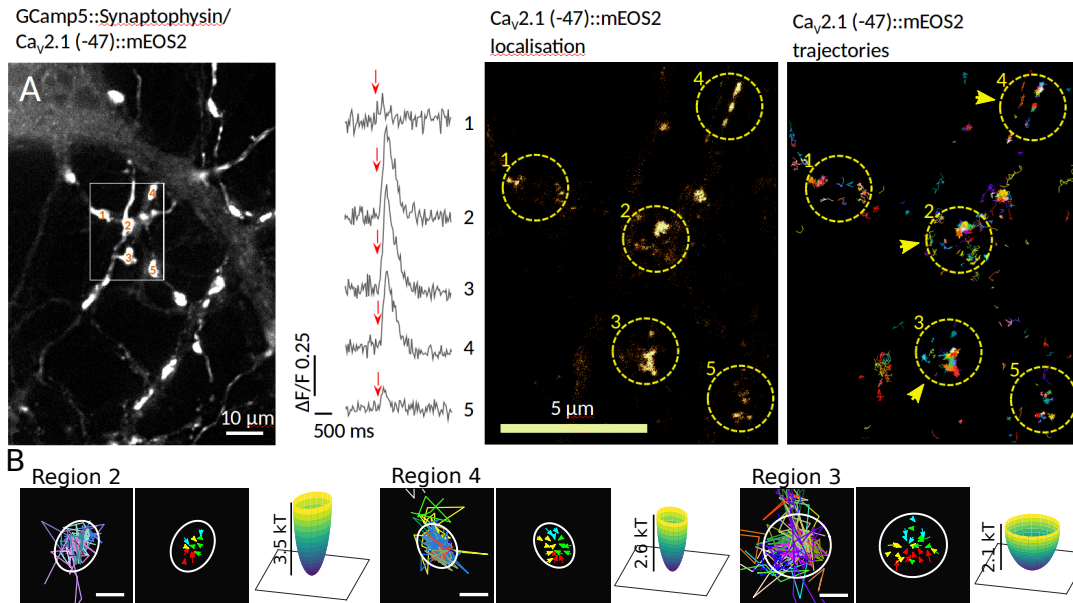 GCamp5::Synaptophysin/
CaV2.1 (-47)::mEOS2
CaV2.1 (-47)::mEOS2
localisation
CaV2.1 (-47)::mEOS2
trajectories
A
1
2
3
4
5
10 µm
1
2
3
4
5
ΔF/F 0.25
500 ms
4
1
2
3
5
5 µm
4
1
2
3
5
B
Region 2
3.5 kT
Region 4
2.6 kT
Region 3
2.1 kT